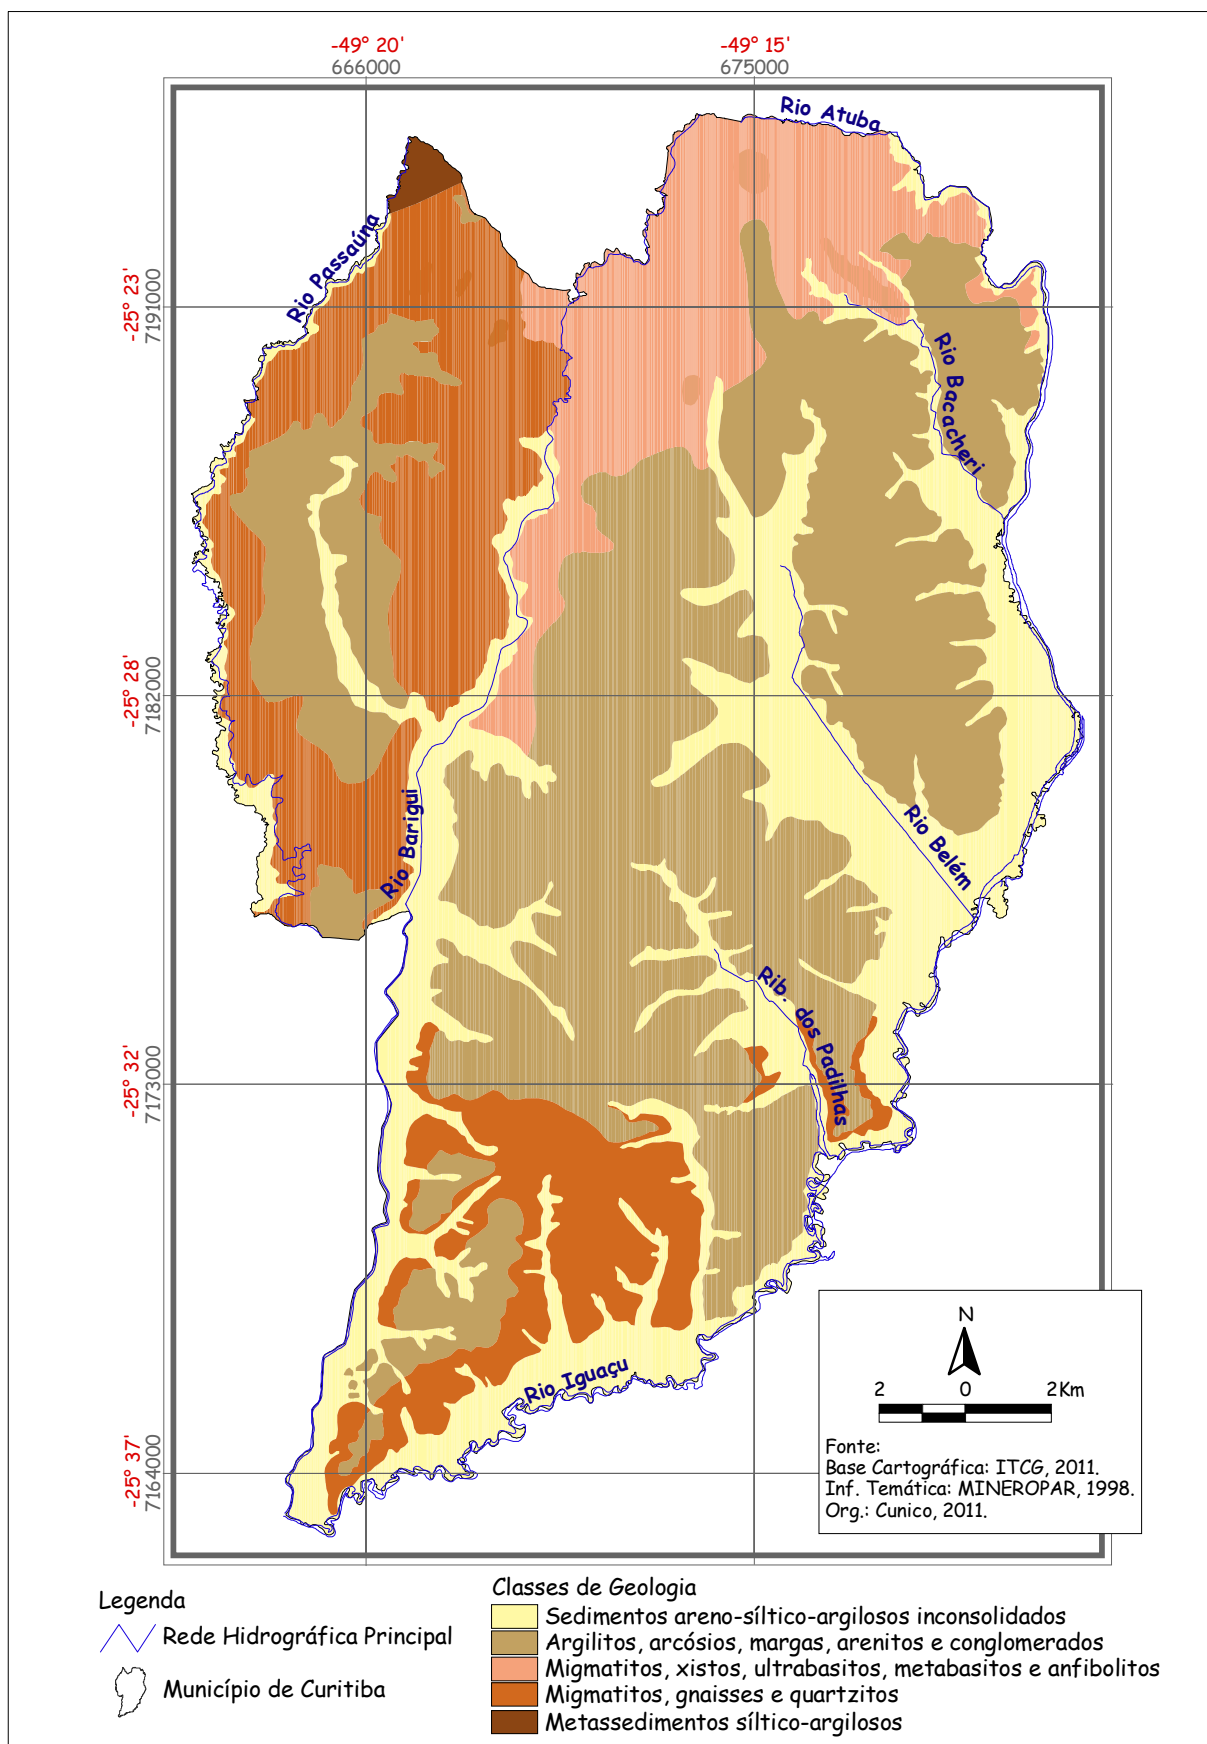 -49° 20'
-49° 15'
666000
675000
Rio Atuba
Rio Passaúna
-25° 23'
7191000
Rio Bacacheri
-25° 28'
7182000
Rio Barigui
Rio Belém
Rib. dos Padilhas
-25° 32'
7173000
Rio Iguaçu
-25° 37'
7164000
N
2 0 2Km
Fonte:
Base Cartográfica: ITCG, 2011.
Inf. Temática: MINEROPAR, 1998.
Org.: Cunico, 2011.
Legenda
Rede Hidrográfica Principal
Município de Curitiba
Classes de Geologia
Sedimentos areno-síltico-argilosos inconsolidados
Argilitos, arcósios, margas, arenitos e conglomerados
Migmatitos, xistos, ultrabasitos, metabasitos e anfibolitos
Migmatitos, gnaisses e quartzitos
Metassedimentos síltico-argilosos